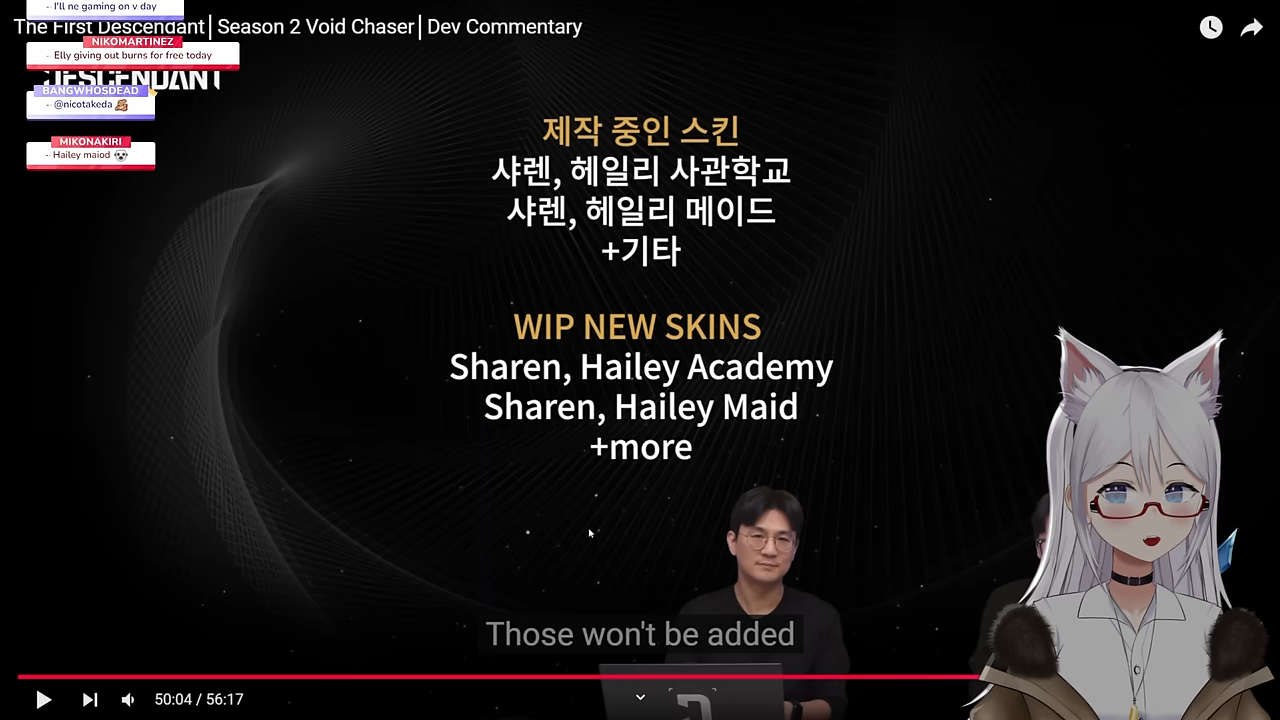 - I'll ne gaming on v day
The First Descendant | Season 2 Void Chaser | Dev Commentary
NIKOMARTINEZ
- Elly giving out burns for free today
DESCENDANT
BANGWHOSDEAD
- @nicotakeda
MIKONAKIRI
- Hailey maiod
제작 중인 스킨
샤렌, 헤일리 사관학교
샤렌, 헤일리 메이드
+기타
WIP NEW SKINS
Sharen, Hailey Academy
Sharen, Hailey Maid
+more
Those won't be added
50:04 / 56:17